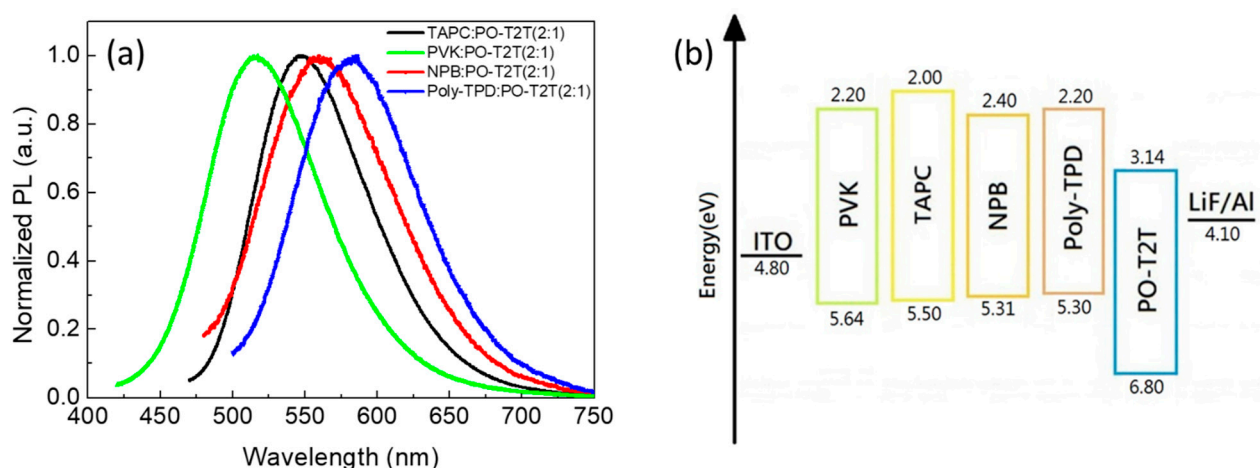 (a)
TAPC:PO-T2T(2:1)
PVK:PO-T2T(2:1)
NPB:PO-T2T(2:1)
Poly-TPD:PO-T2T(2:1)
Normalized PL (a.u.)
1.0
0.8
0.6
0.4
0.2
0.0
400 450 500 550 600 650 700 750
Wavelength (nm)
(b)
Energy(eV)
ITO
4.80
2.20
PVK
5.64
2.00
TAPC
5.50
2.40
NPB
5.31
2.20
Poly-TPD
5.30
3.14
PO-T2T
6.80
LiF/Al
4.10